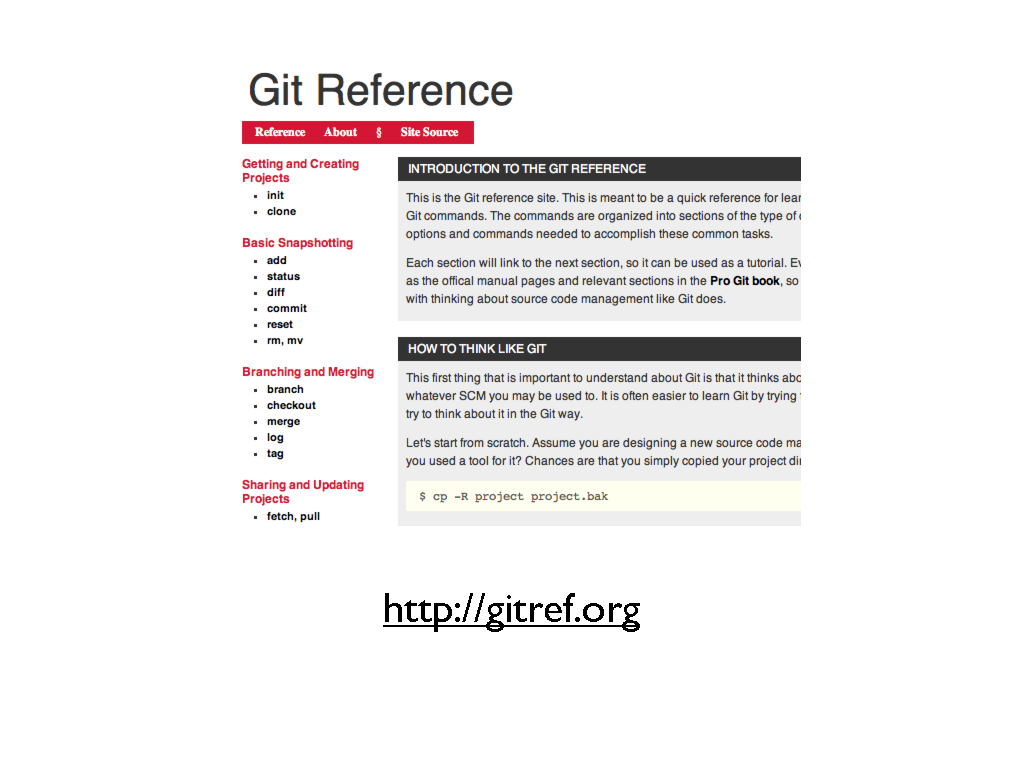 Git Reference
Reference About § Site Source
Getting and Creating
Projects
init
clone
Basic Snapshotting
add
status
diff
commit
reset
rm, mv
Branching and Merging
branch
checkout
merge
log
tag
Sharing and Updating
Projects
fetch, pull
INTRODUCTION TO THE GIT REFERENCE
This is the Git reference site. This is meant to be a quick reference for
Git commands. The commands are organized into sections of the type of
options and commands needed to accomplish these common tasks.
Each section will link to the next section, so it can be used as a tutorial.
as the offical manual pages and relevant sections in the Pro Git book, so
with thinking about source code management like Git does.
HOW TO THINK LIKE GIT
This first thing that is important to understand about Git is that it thinks
whatever SCM you may be used to. It is often easier to learn Git by trying
try to think about it in the Git way.
Let's start from scratch. Assume you are designing a new source code
you used a tool for it? Chances are that you simply copied your project
$ cp -R project project.bak
http://gitref.org